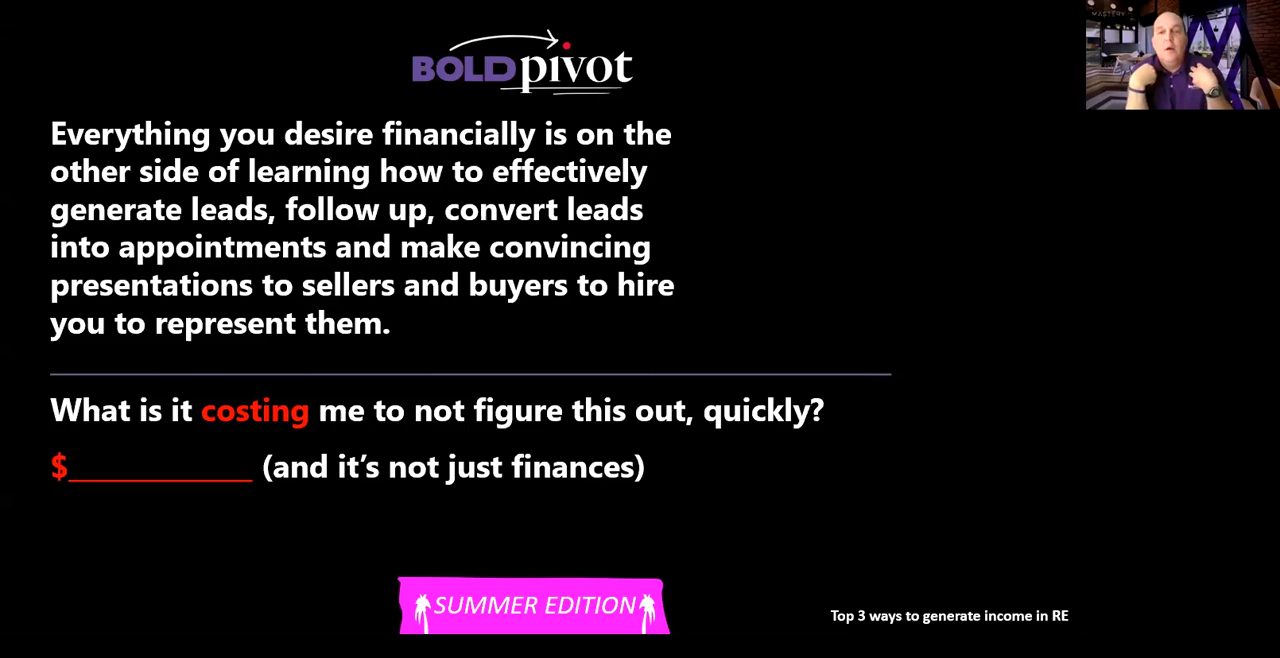 BOLDpivot
MASTERY
Everything you desire financially is on the
other side of learning how to effectively
generate leads, follow up, convert leads
into appointments and make convincing
presentations to sellers and buyers to hire
you to represent them.
What is it costing me to not figure this out, quickly?
$____________ (and it’s not just finances)
SUMMER EDITION
Top 3 ways to generate income in RE